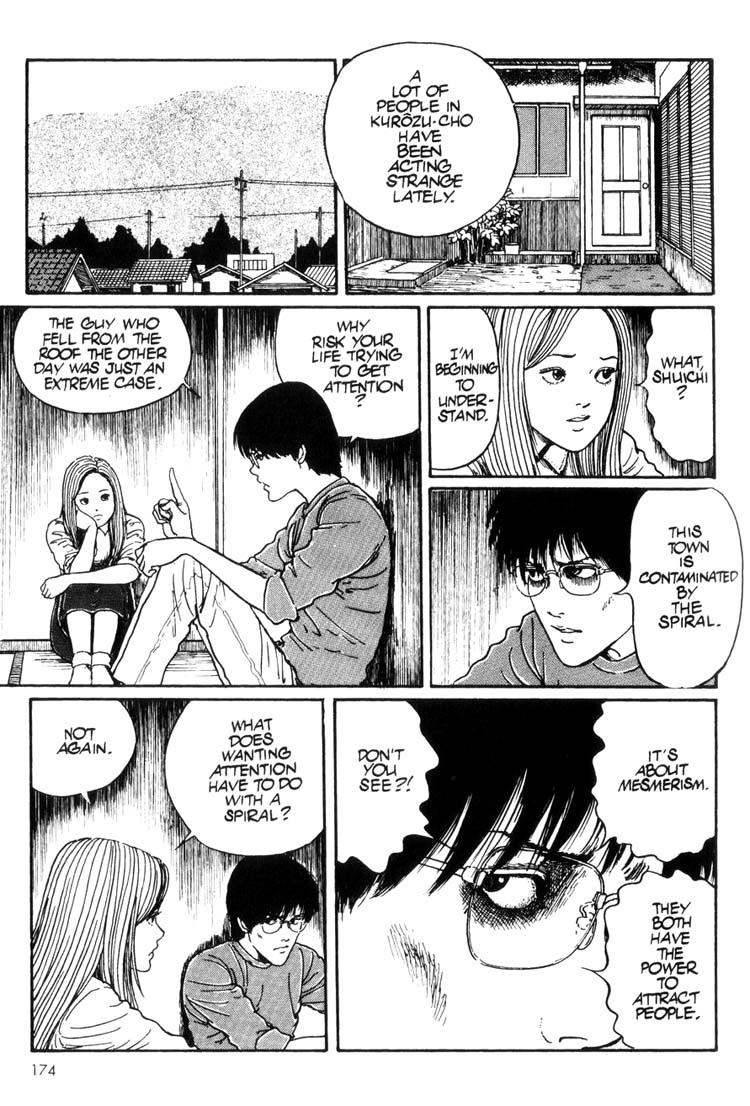 A
LOT OF
PEOPLE IN
KURÔZU-CHO
HAVE
BEEN
ACTING
STRANGE
LATELY.
THE GUY WHO
FELL FROM THE
ROOF THE OTHER
DAY WAS JUST AN
EXTREME CASE.
WHY
RISK YOUR
LIFE TRYING
TO GET
ATTENTION
?
I'M
BEGINNING
TO
UNDER-
STAND.
WHAT,
SHUICHI
?
THIS
TOWN
IS
CONTAMINATED
BY
THE
SPIRAL.
NOT
AGAIN.
WHAT
DOES
WANTING
ATTENTION
HAVE TO DO
WITH A
SPIRAL?
DON'T
YOU
SEE?!
IT'S
ABOUT
MESMERISM.
THEY
BOTH
HAVE
THE
POWER
TO
ATTRACT
PEOPLE.
174